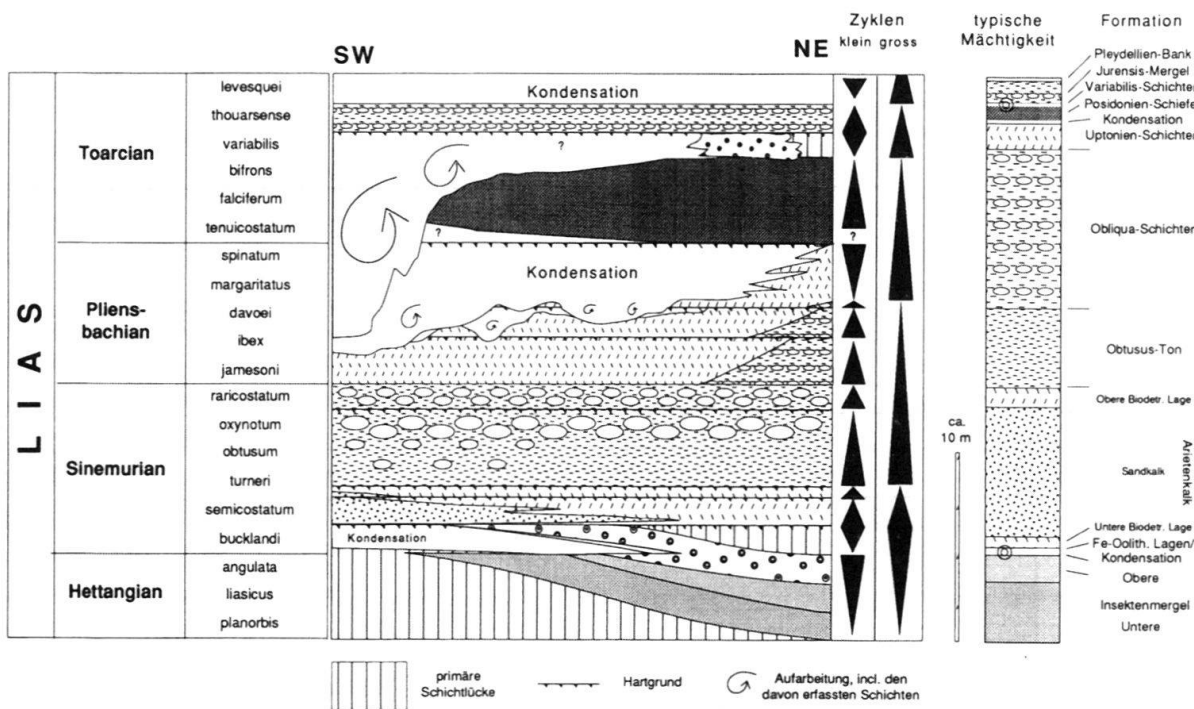 Zyklen
klein gross
typische
Mächtigkeit
Formation
SW
NE
LIAS
Toarcian
levesquei
thouarsense
variabilis
bifrons
falciferum
tenuicostatum
Pliens-
bachian
spinatum
margaritatus
davoei
ibex
jamesoni
Sinemurian
raricostatum
oxynotum
obtusum
turneri
semicostatum
bucklandi
Hettangian
angulata
liasicus
planorbis
Kondensation
?
?
Kondensation
Kondensation
?
ca.
10 m
Pleydellien-Bank
Jurensis-Mergel
Variabilis-Schichten
Posidonien-Schiefe
Kondensation
Uptonien-Schichten
Obliqua-Schichten
Obtusus-Ton
Obere Biodetr. Lage
Sandkalk
Arietenkalk
Untere Biodetr. Lage
Fe-Oolith. Lagen/
Kondensation
Obere
Insektenmergel
Untere
primäre
Schichtlücke
Hartgrund
Aufarbeitung, incl. den
davon erfassten Schichten